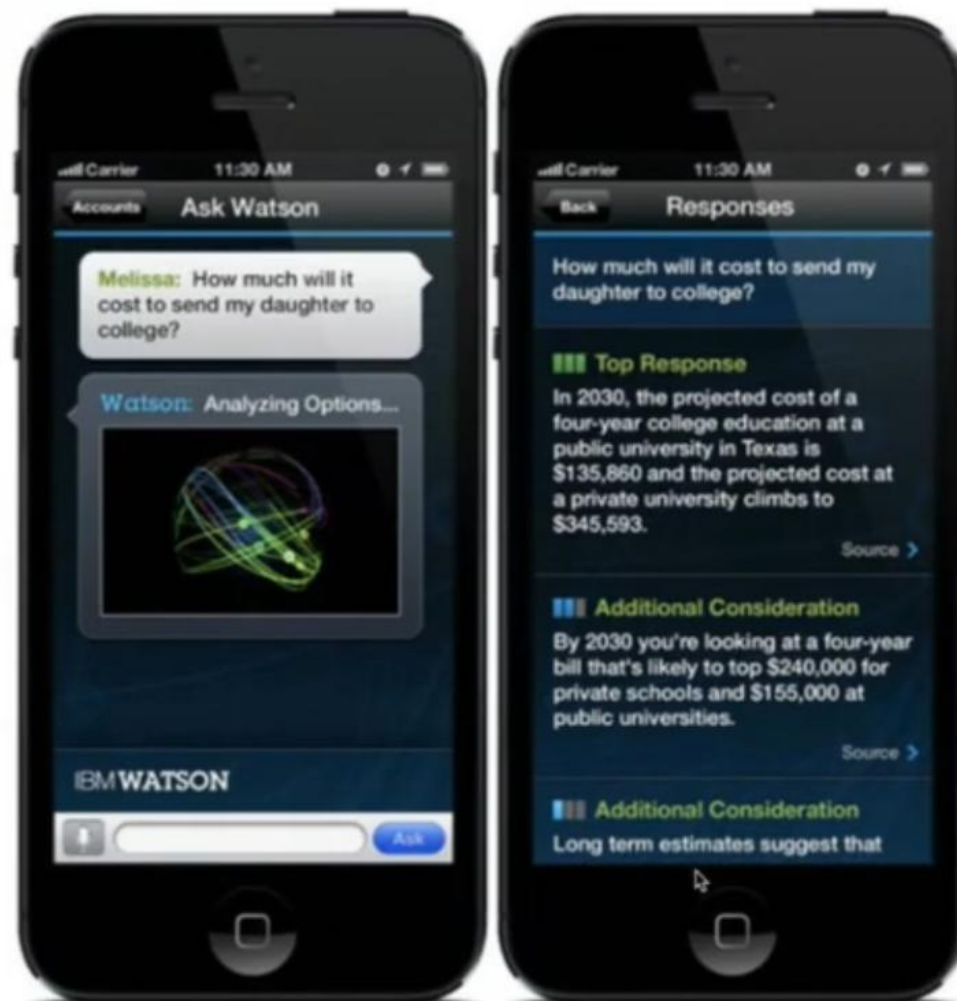 Carrier 11:30 AM
Accounts Ask Watson
Melissa: How much will it
cost to send my daughter to
college?
Watson: Analyzing Options...
IBM WATSON
Ask
Carrier 11:30 AM
Back Responses
How much will it cost to send my
daughter to college?
Top Response
In 2030, the projected cost of a
four-year college education at a
public university in Texas is
$135,860 and the projected cost at
a private university climbs to
$345,593.
Source >
Additional Consideration
By 2030 you're looking at a four-year
bill that's likely to top $240,000 for
private schools and $155,000 at
public universities.
Source >
Additional Consideration
Long term estimates suggest that